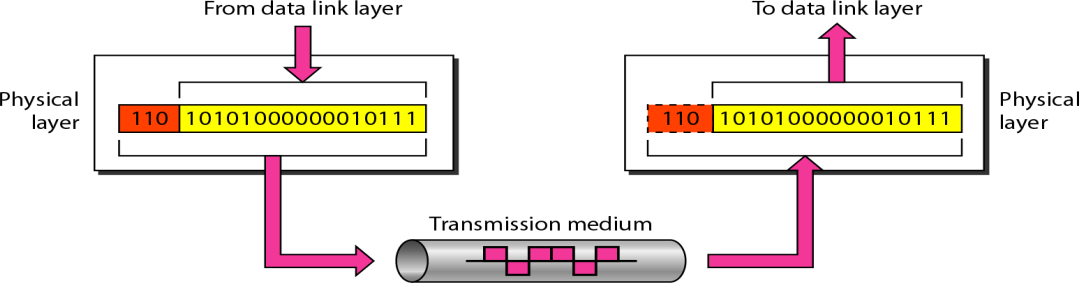 From data link layer
To data link layer
Physical
layer
110 10101000000010111
110 10101000000010111
Physical
layer
Transmission medium